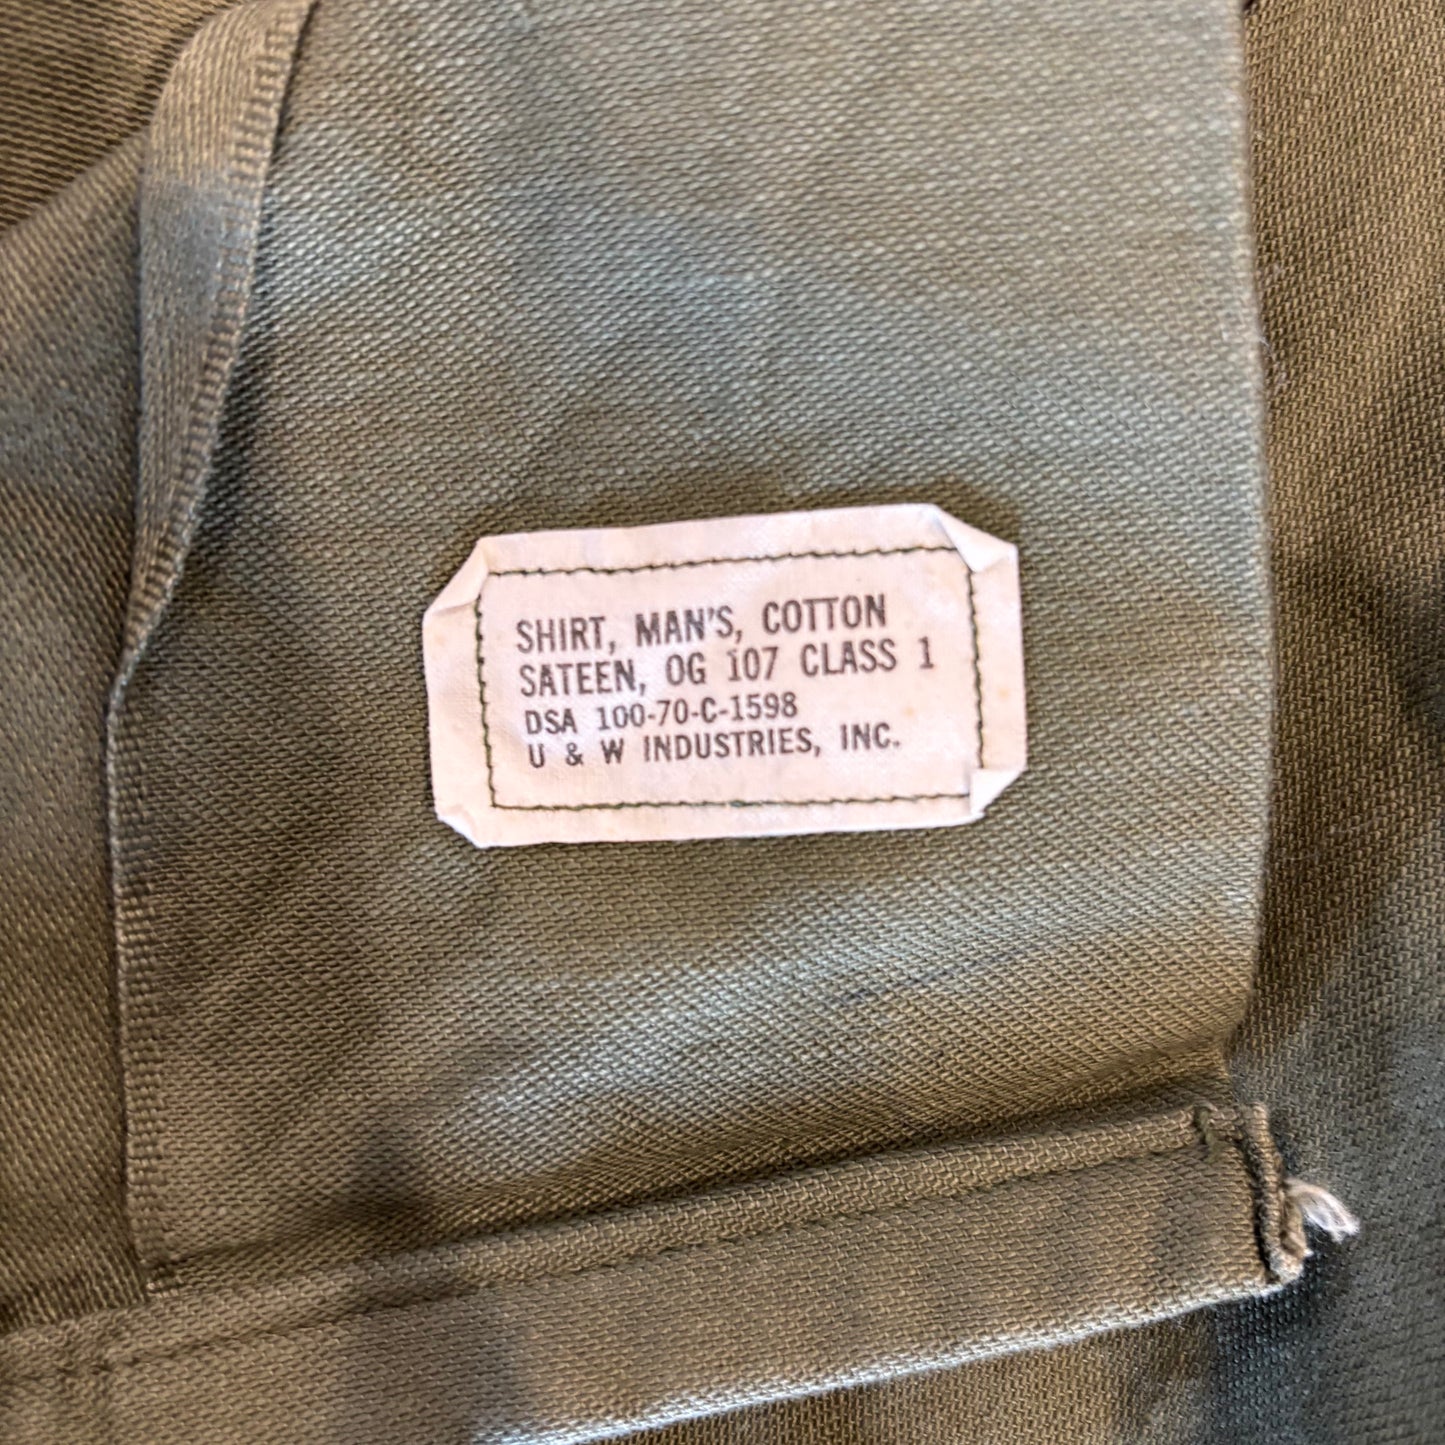 SHIRT, MAN'S, COTTON
SATEEN, OG 107 CLASS 1
DSA 100-70-C-1598
U & W INDUSTRIES, INC.